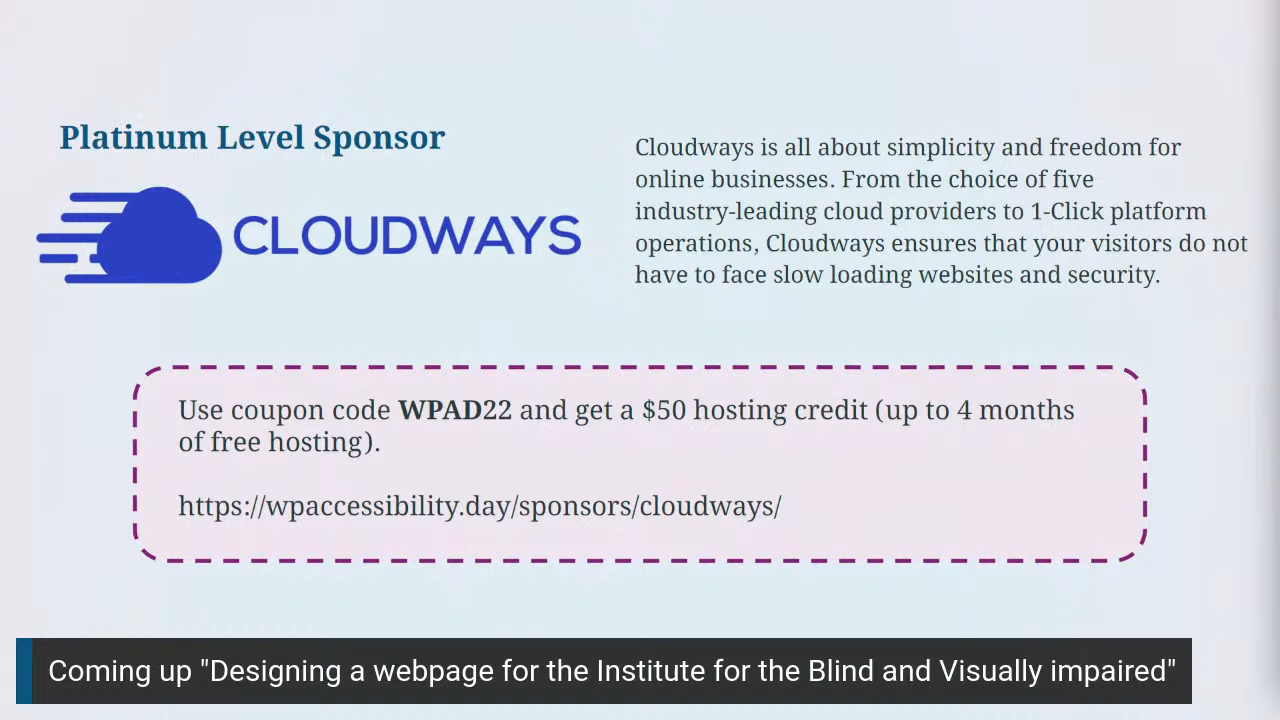 Platinum Level Sponsor
CLOUDWAYS
Cloudways is all about simplicity and freedom for
online businesses. From the choice of five
industry-leading cloud providers to 1-Click platform
operations, Cloudways ensures that your visitors do not
have to face slow loading websites and security.
Use coupon code WPAD22 and get a $50 hosting credit (up to 4 months
of free hosting).
https://wpaccessibility.day/sponsors/cloudways/
Coming up "Designing a webpage for the Institute for the Blind and Visually impaired"